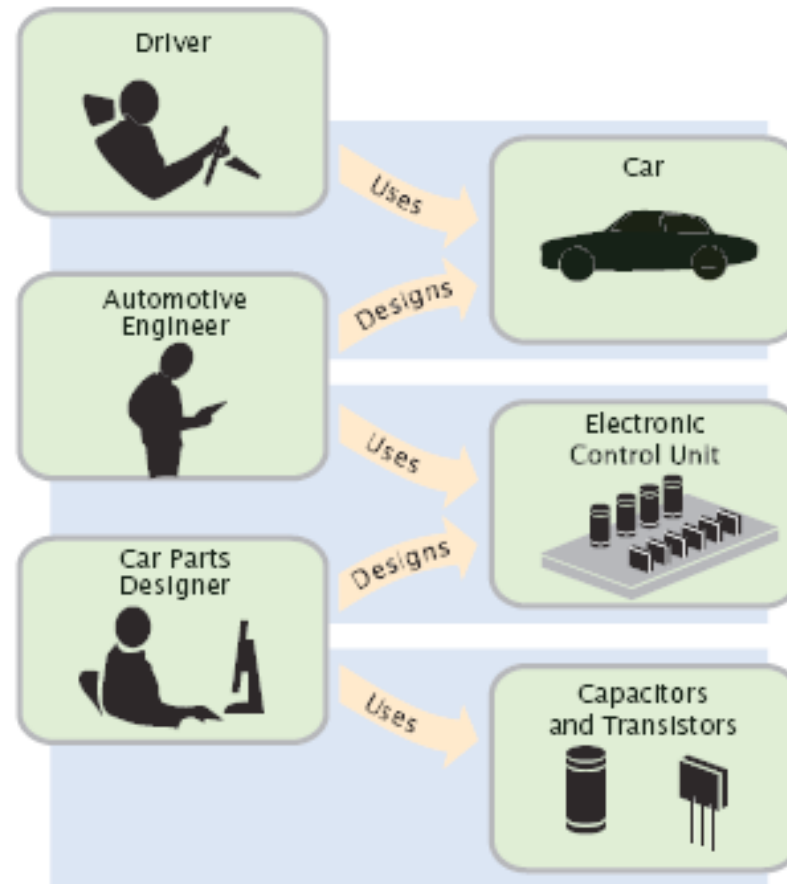 Driver
Uses
Car
Automotive
Engineer
Designs
Uses
Electronic
Control Unit
Car Parts
Designer
Designs
Uses
Capacitors
and Transistors